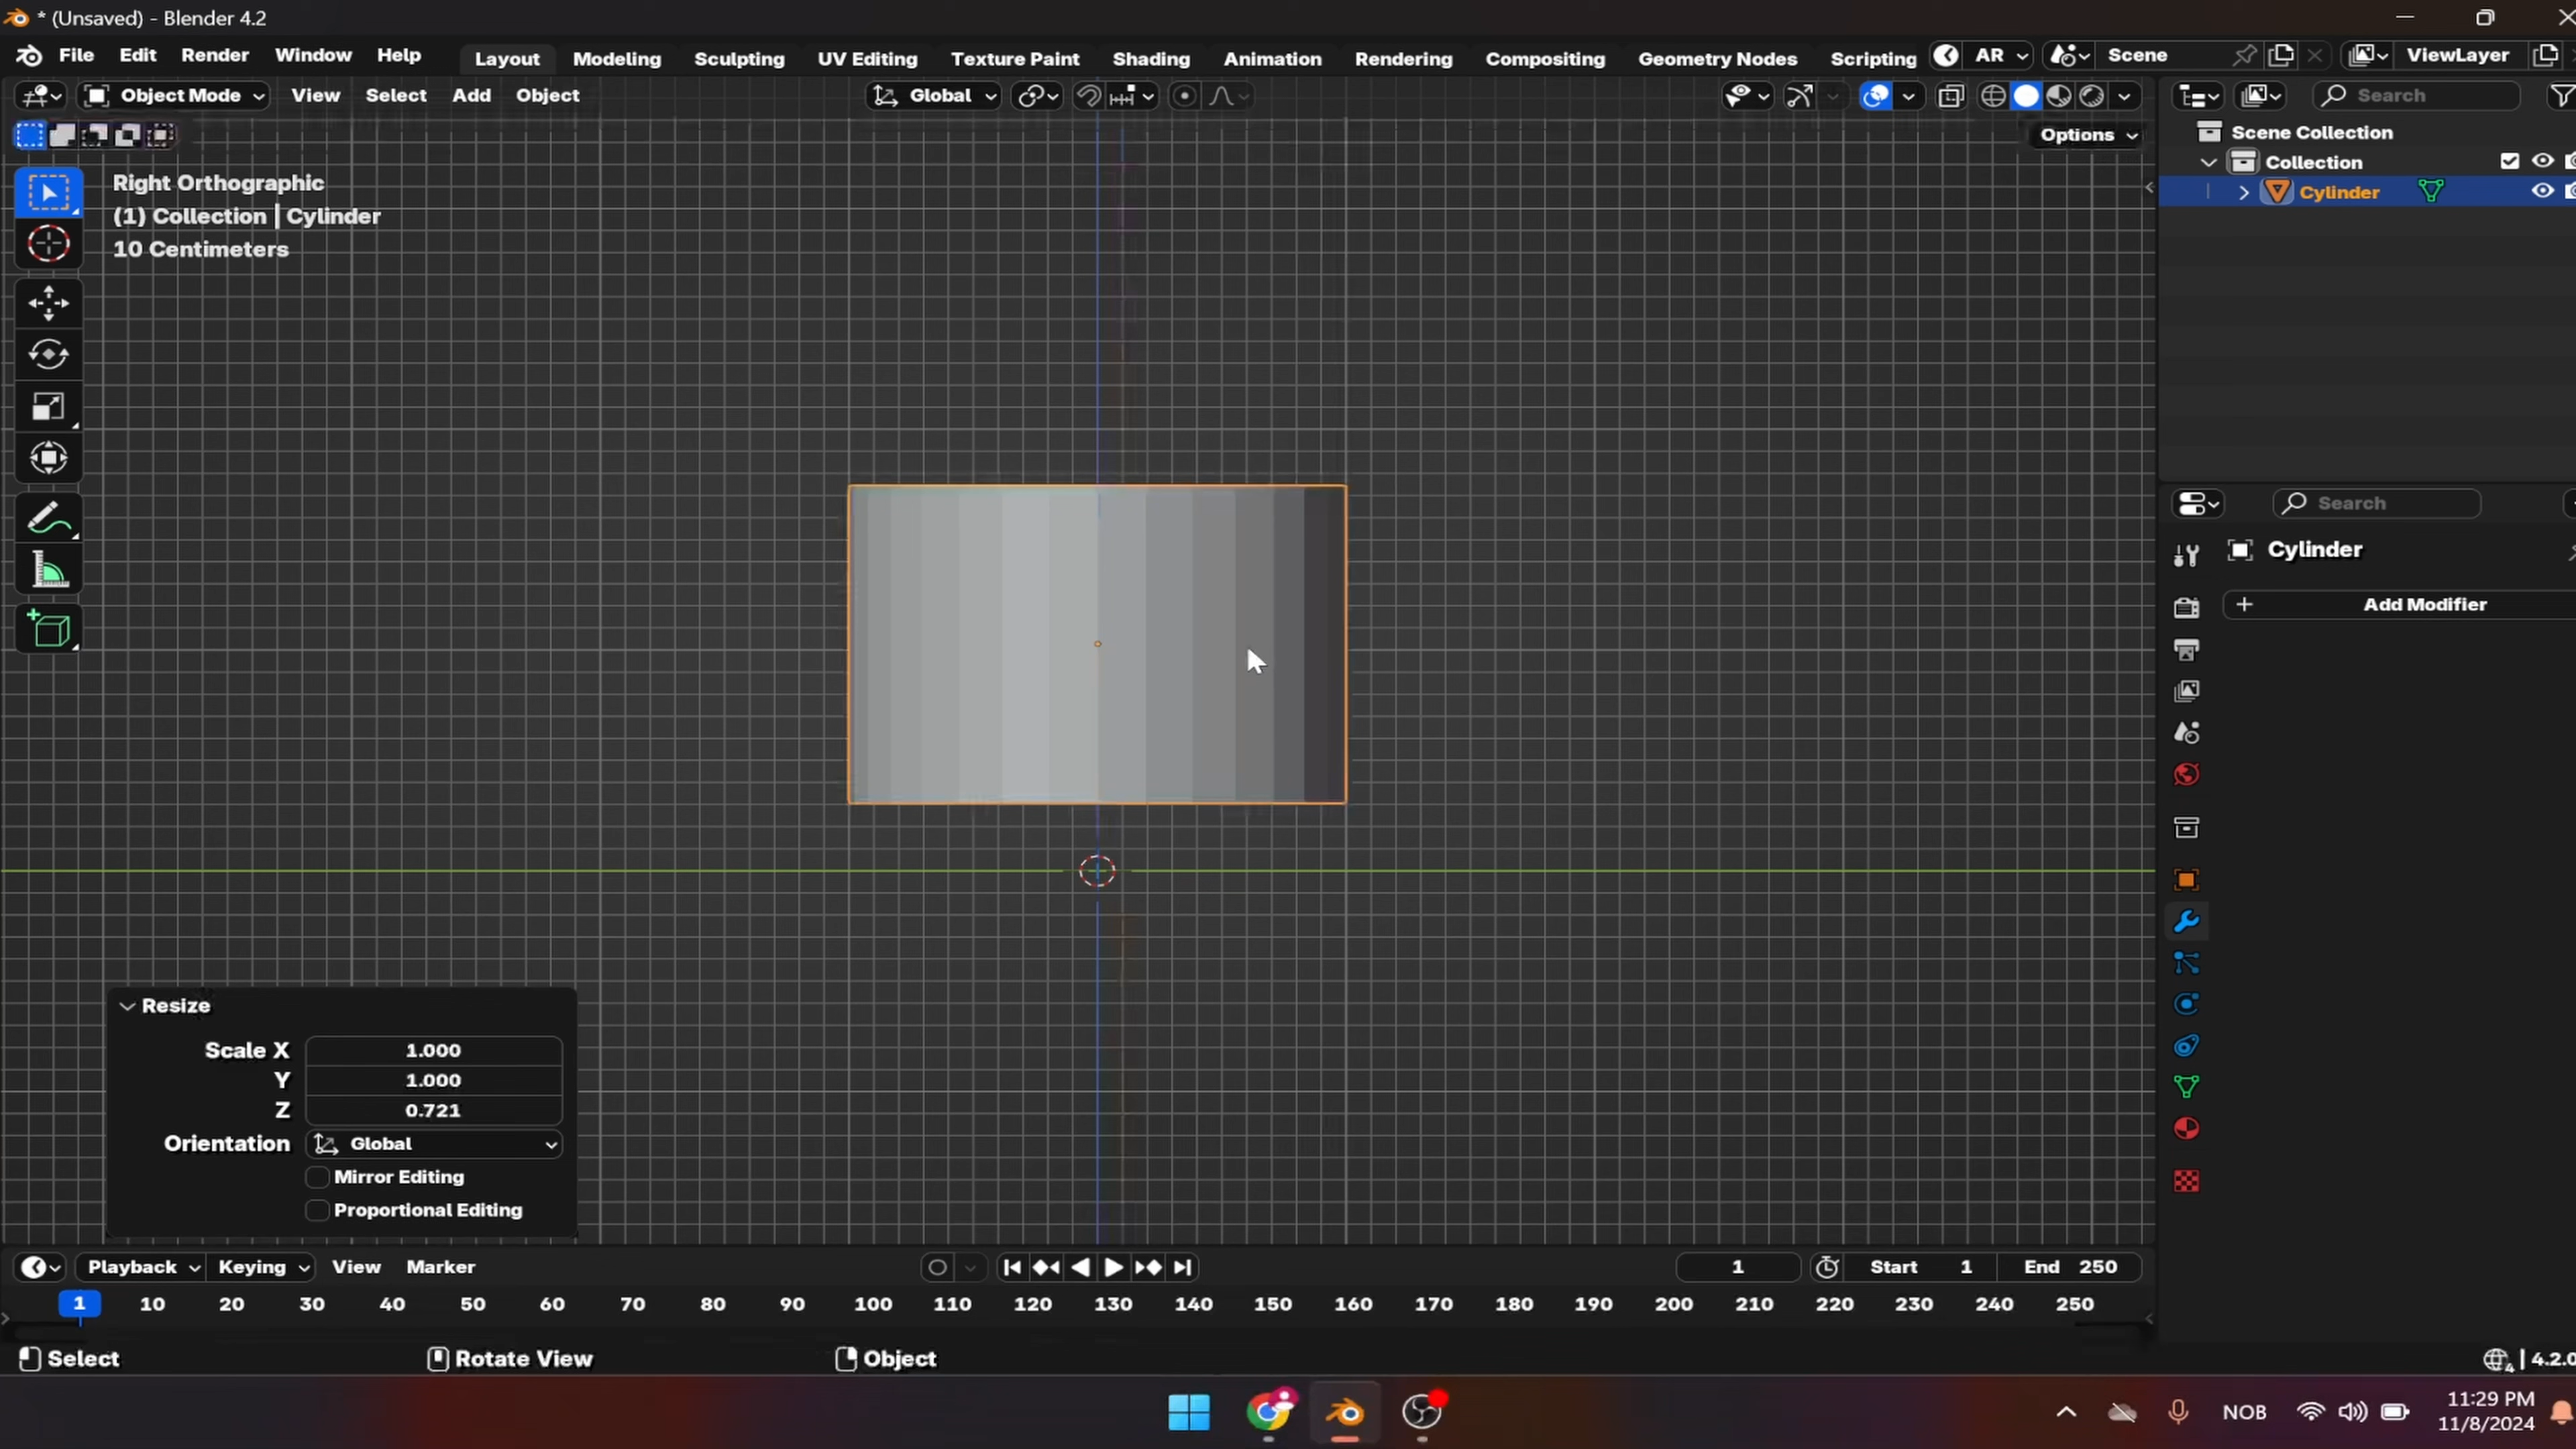 * (Unsaved) - Blender 4.2
File Edit Render Window Help Layout Modeling Sculpting UV Editing Texture Paint Shading Animation Rendering Compositing Geometry Nodes Scripting AR Scene ViewLayer
Object Mode View Select Add Object Global Search
Options
Scene Collection
Collection
Cylinder
Right Orthographic
(1) Collection | Cylinder
10 Centimeters
Search
Cylinder
Add Modifier
Resize
Scale X 1.000
Y 1.000
Z 0.721
Orientation Global
Mirror Editing
Proportional Editing
Playback Keying View Marker 1 Start 1 End 250
1 10 20 30 40 50 60 70 80 90 100 110 120 130 140 150 160 170 180 190 200 210 220 230 240 250
Select Rotate View Object 4 | 4.2.0
NOB 11:29 PM
11/8/2024